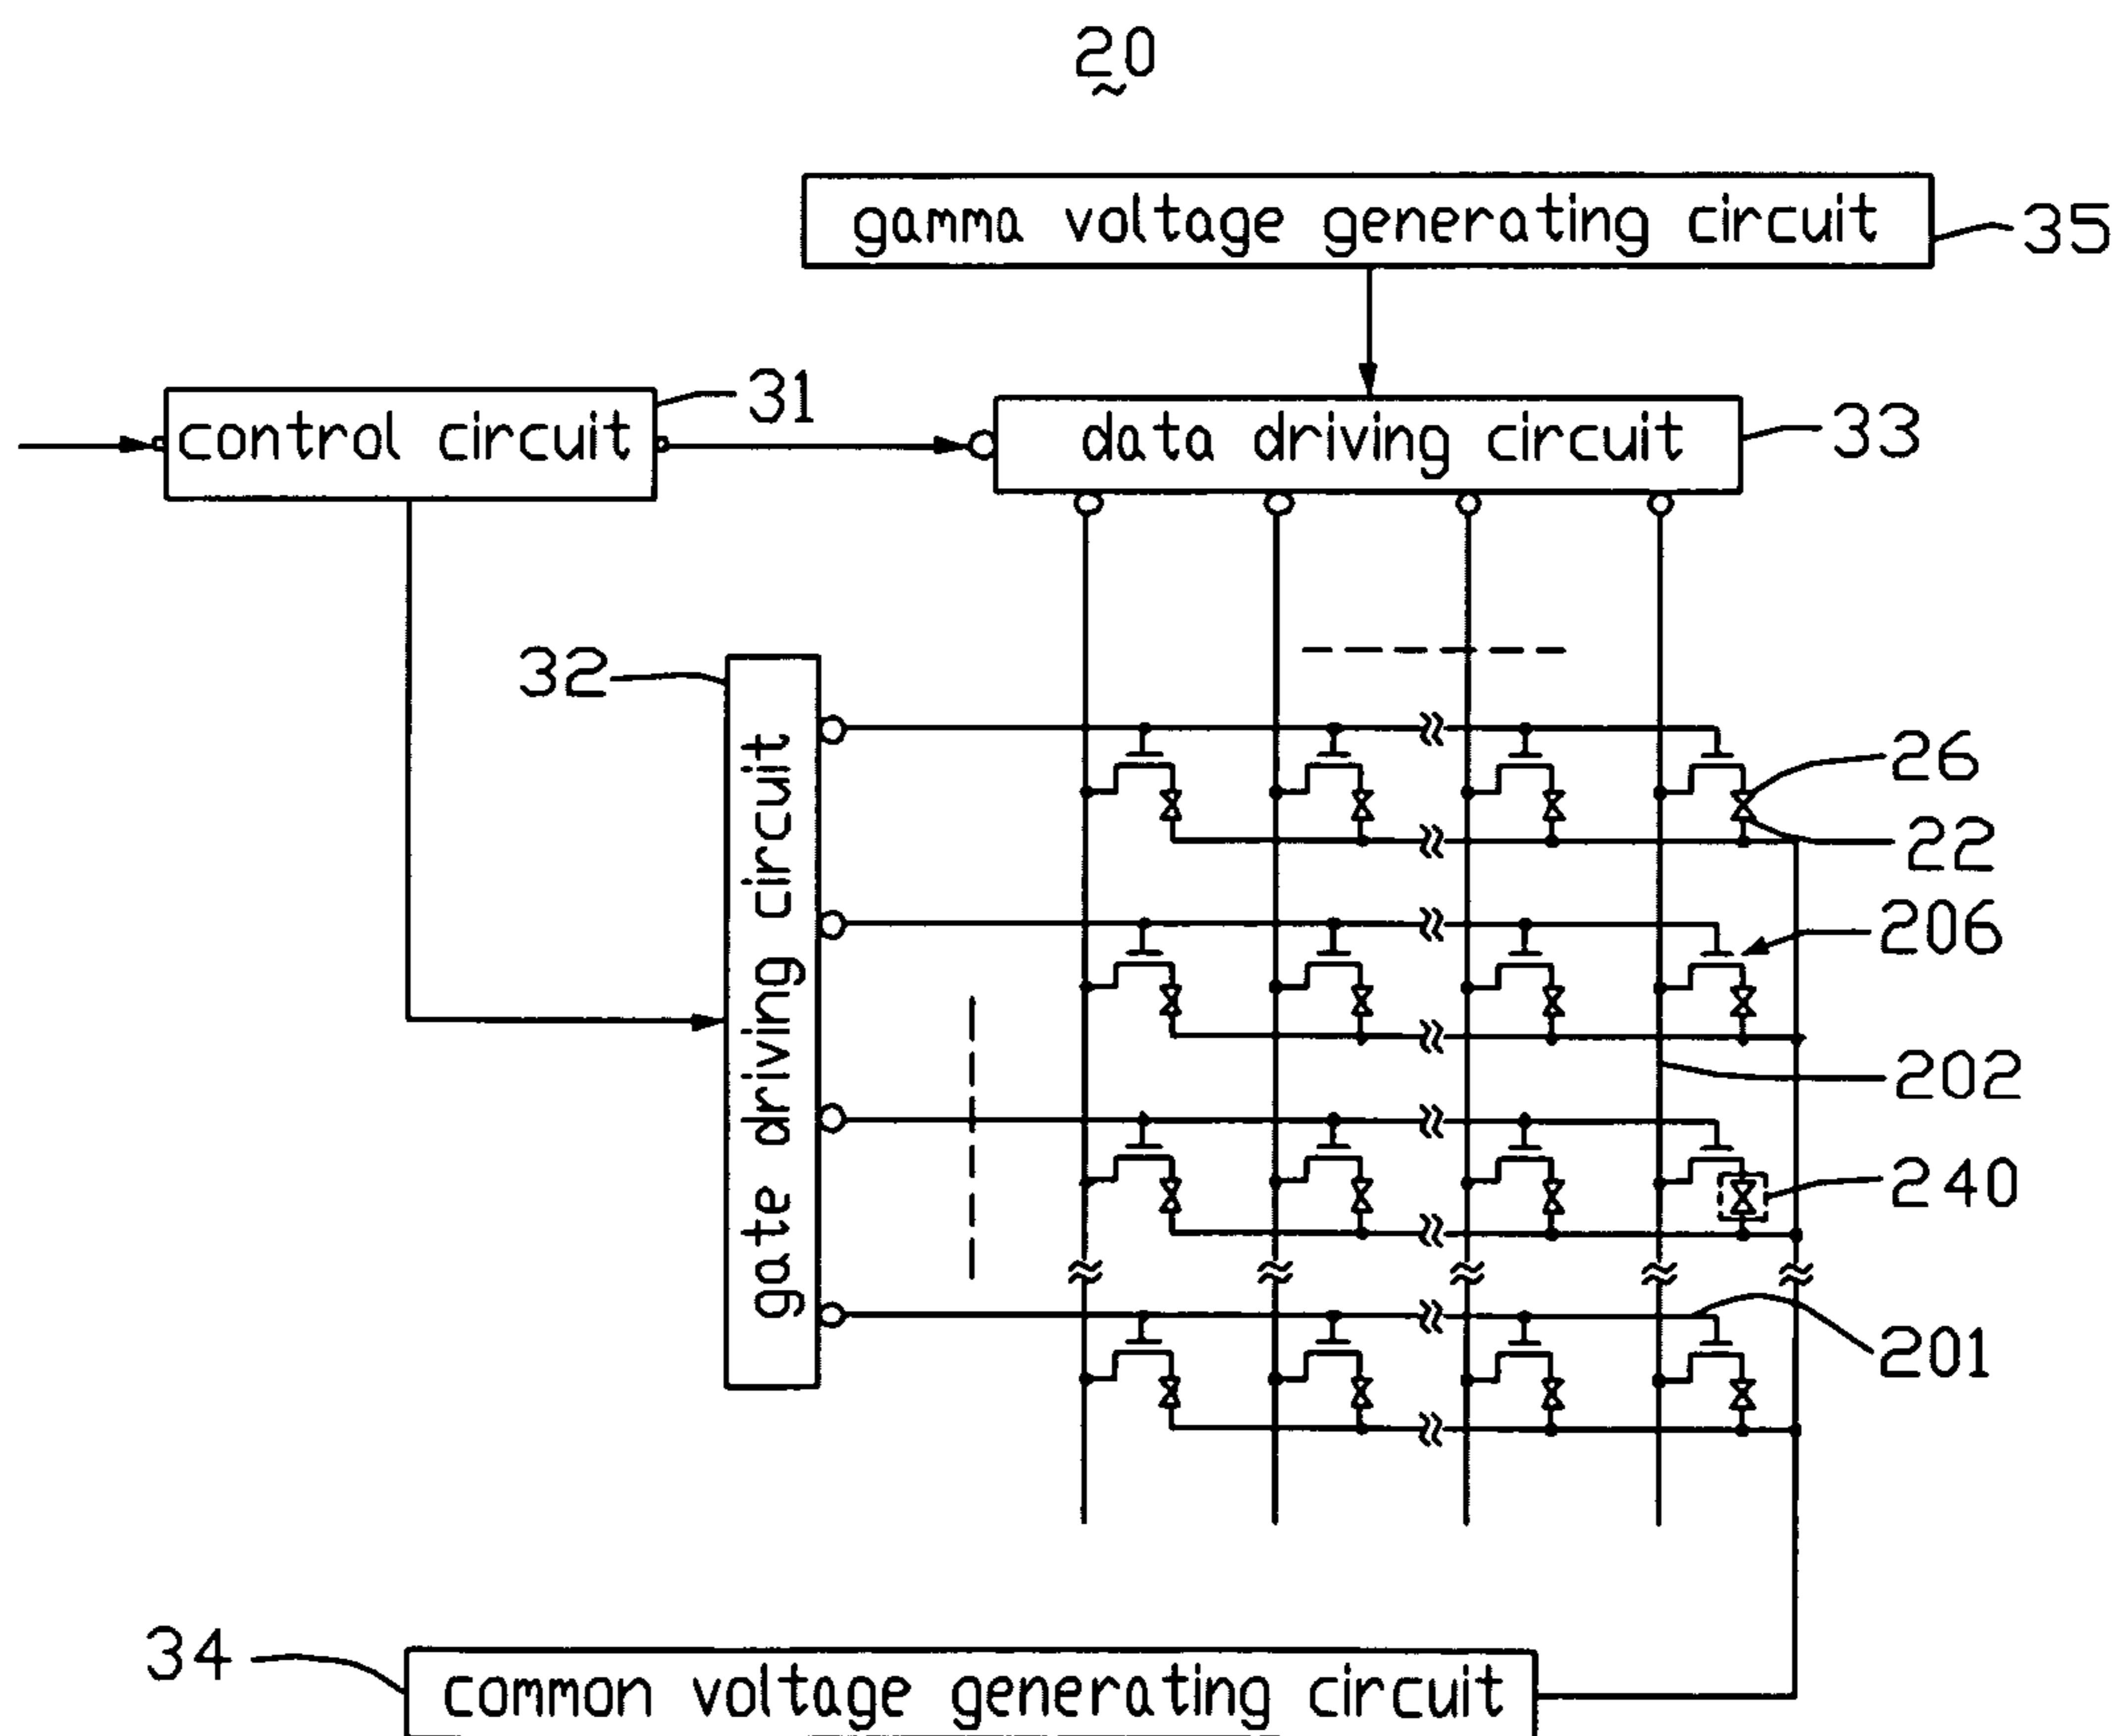 20
gamma voltage generating circuit
35
control circuit
31
data driving circuit
33
32
gate driving circuit
26
22
206
202
240
201
34
common voltage generating circuit